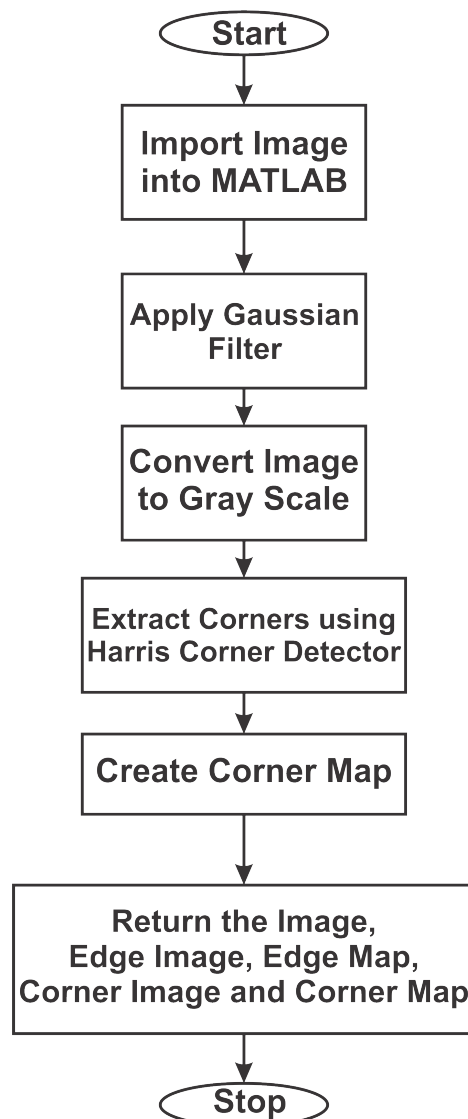 Start
Import Image
into MATLAB
Apply Gaussian
Filter
Convert Image
to Gray Scale
Extract Corners using
Harris Corner Detector
Create Corner Map
Return the Image,
Edge Image, Edge Map,
Corner Image and Corner Map
Stop